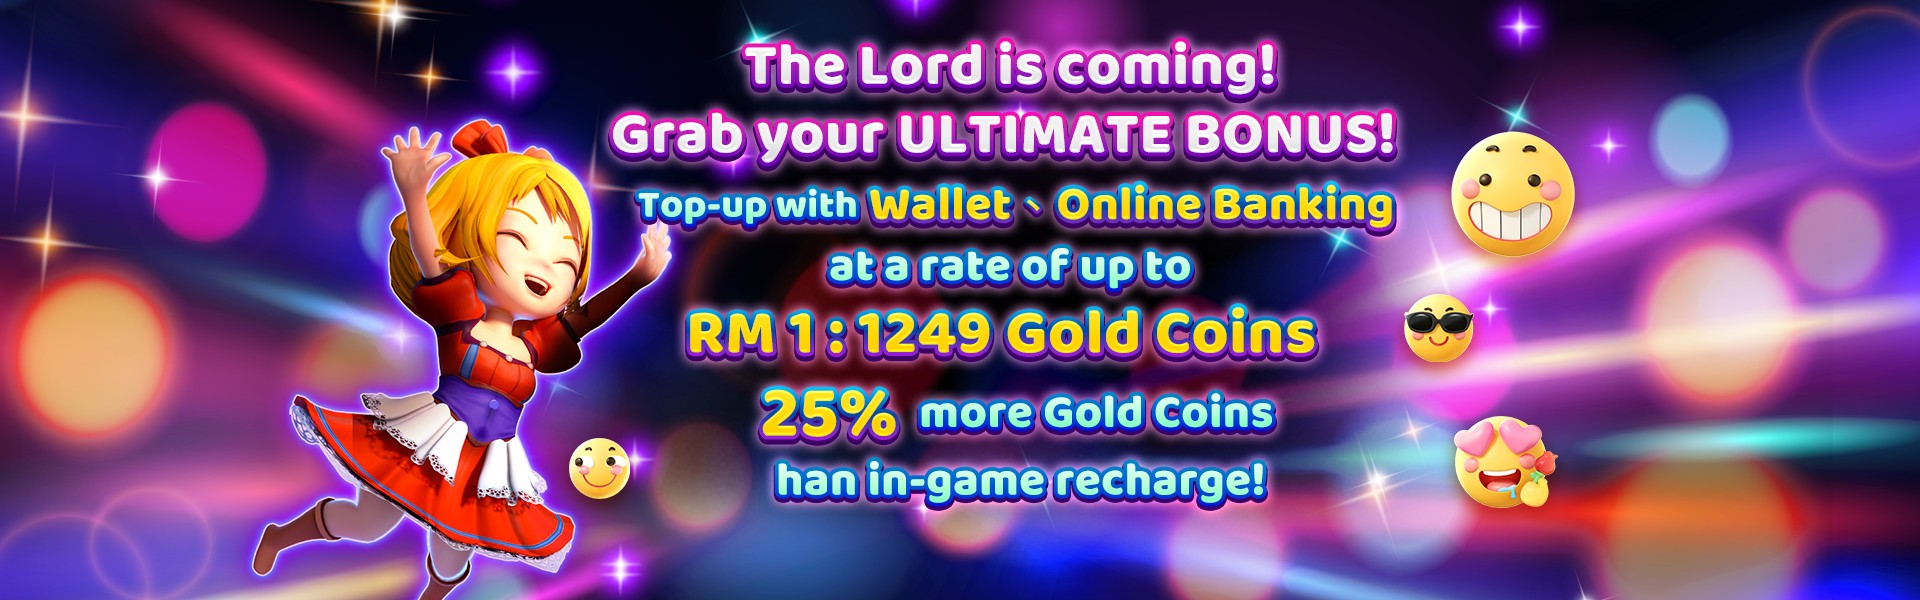 The Lord is coming!
Grab your ULTIMATE BONUS!
Top-up with Wallet、Online Banking
at a rate of up to
RM 1 : 1249 Gold Coins
25% more Gold Coins
han in-game recharge!